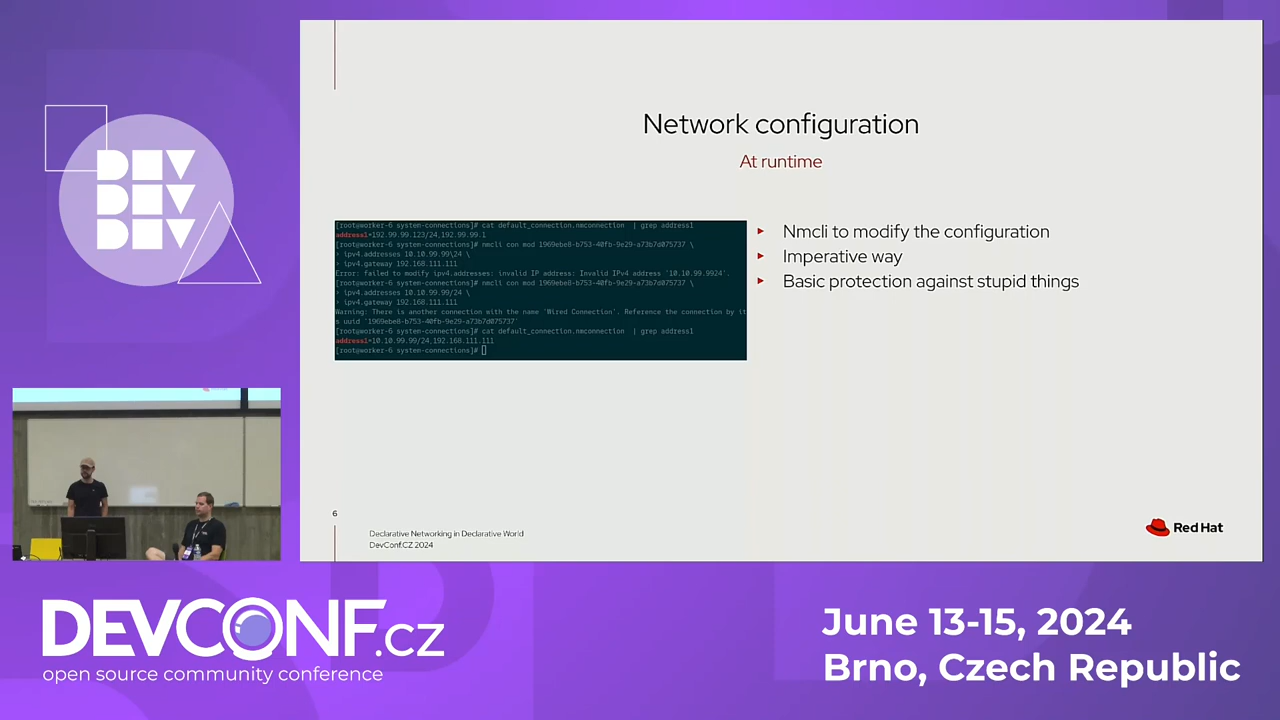 DEV
DEV
DEV
Network configuration
At runtime
[root@worker-6 system-connections]# cat default_connection.nmconnection | grep address1
address1=192.99.99.123/24,192.99.99.1
[root@worker-6 system-connections]# nmcli con mod 1969ebe8-b753-40fb-9e29-a73b7d075737 \
> ipv4.addresses 10.10.99.99\24 \
> ipv4.gateway 192.168.111.111
Error: failed to modify ipv4.addresses: invalid IP address: Invalid IPv4 address '10.10.99.9924'.
[root@worker-6 system-connections]# nmcli con mod 1969ebe8-b753-40fb-9e29-a73b7d075737 \
> ipv4.addresses 10.10.99.99/24 \
> ipv4.gateway 192.168.111.111
Warning: There is another connection with the name 'Wired Connection'. Reference the connection by it
s uuid '1969ebe8-b753-40fb-9e29-a73b7d075737'
[root@worker-6 system-connections]# cat default_connection.nmconnection | grep address1
address1=10.10.99.99/24,192.168.111.111
[root@worker-6 system-connections]#
▸ Nmcli to modify the configuration
▸ Imperative way
▸ Basic protection against stupid things
6
Declarative Networking in Declarative World
DevConf.CZ 2024
Red Hat
DEVCONF.cz
open source community conference
June 13-15, 2024
Brno, Czech Republic